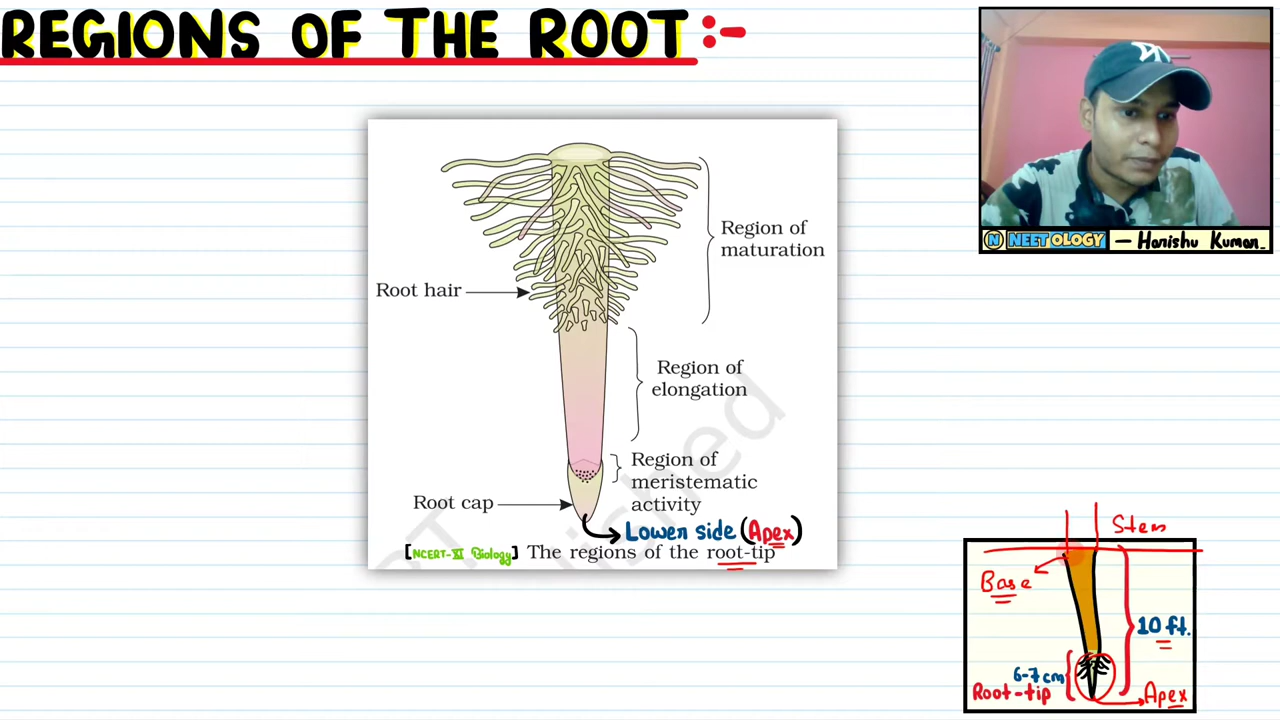 REGIONS OF THE ROOT:-
NEETOLOGY - Hanishu Kumar
Region of
maturation
Root hair
Region of
elongation
Region of
meristematic
activity
Root cap
Lower side (Apex)
[NCERT-XI Biology] The regions of the root-tip
Stem
Base
10 ft.
6-7 cm
Root-tip
Apex